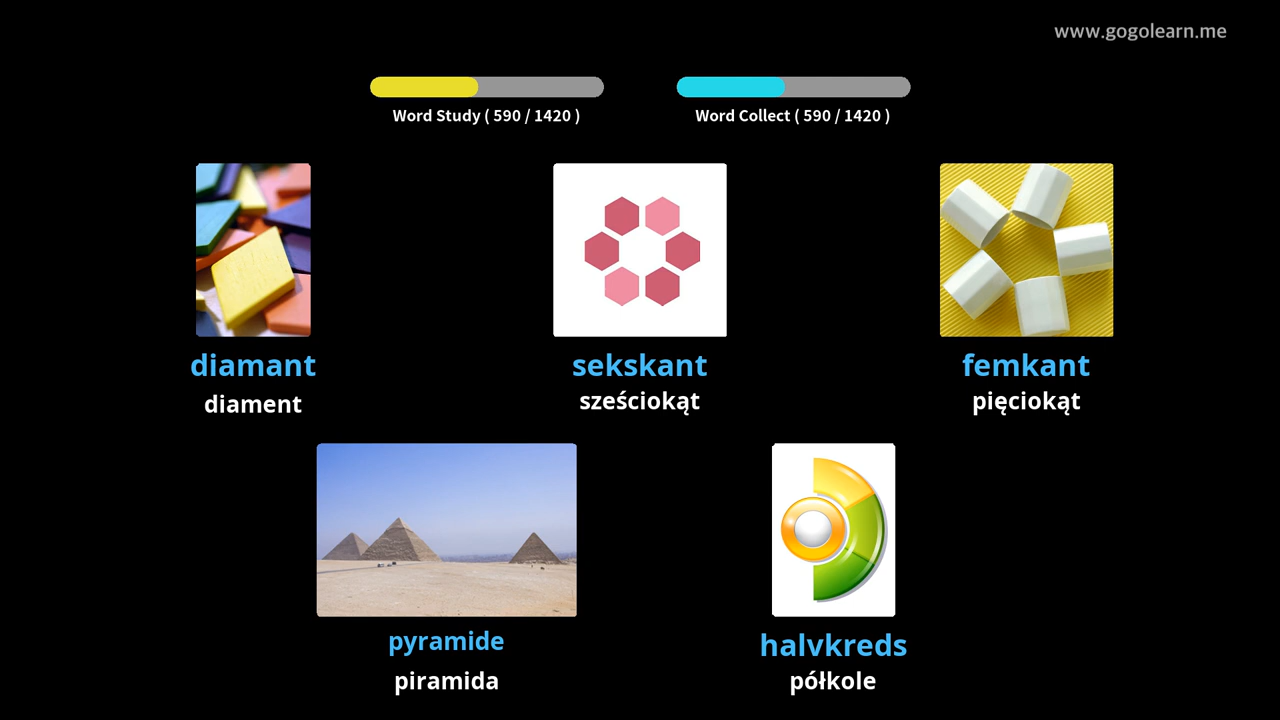 www.gogolearn.me
Word Study ( 590 / 1420 )
Word Collect ( 590 / 1420 )
diamant
diament
sekskant
sześciokąt
femkant
pięciokąt
pyramide
piramida
halvkreds
półkole